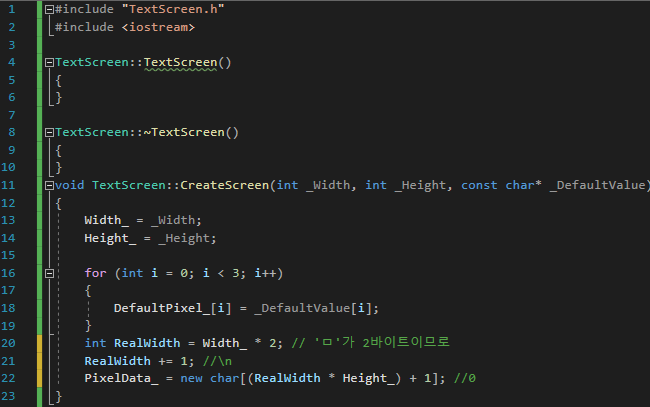 1 #include "TextScreen.h"
2 #include <iostream>
3
4 TextScreen::TextScreen()
5 {
6 }
7
8 TextScreen::~TextScreen()
9 {
10 }
11 void TextScreen::CreateScreen(int _Width, int _Height, const char* _DefaultValue)
12 {
13     Width_ = _Width;
14     Height_ = _Height;
15
16     for (int i = 0; i < 3; i++)
17     {
18         DefaultPixel_[i] = _DefaultValue[i];
19     }
20     int RealWidth = Width_ * 2; // 'ㅁ'가 2바이트이므로
21     RealWidth += 1; //\n
22     PixelData_ = new char[(RealWidth * Height_) + 1]; //0
23 }